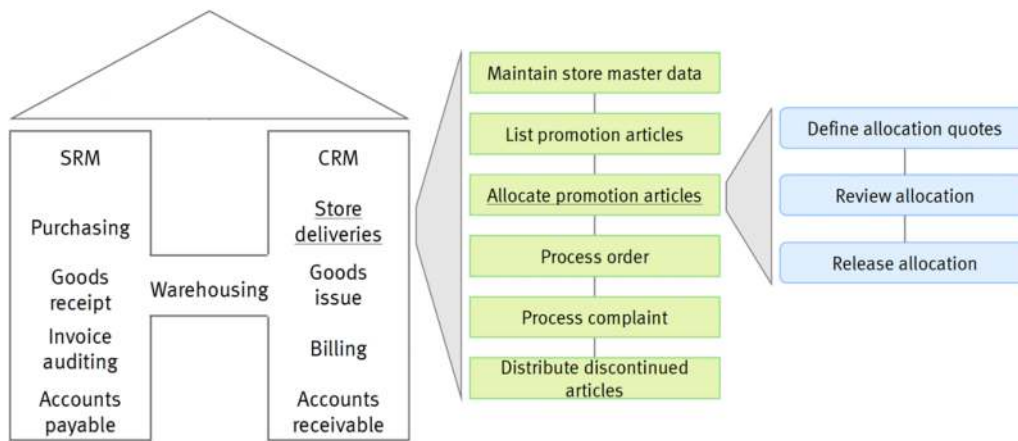 SRM
Purchasing
Goods
receipt
Invoice
auditing
Accounts
payable
Warehousing
CRM
Store
deliveries
Goods
issue
Billing
Accounts
receivable
Maintain store master data
List promotion articles
Allocate promotion articles
Process order
Process complaint
Distribute discontinued
articles
Define allocation quotes
Review allocation
Release allocation